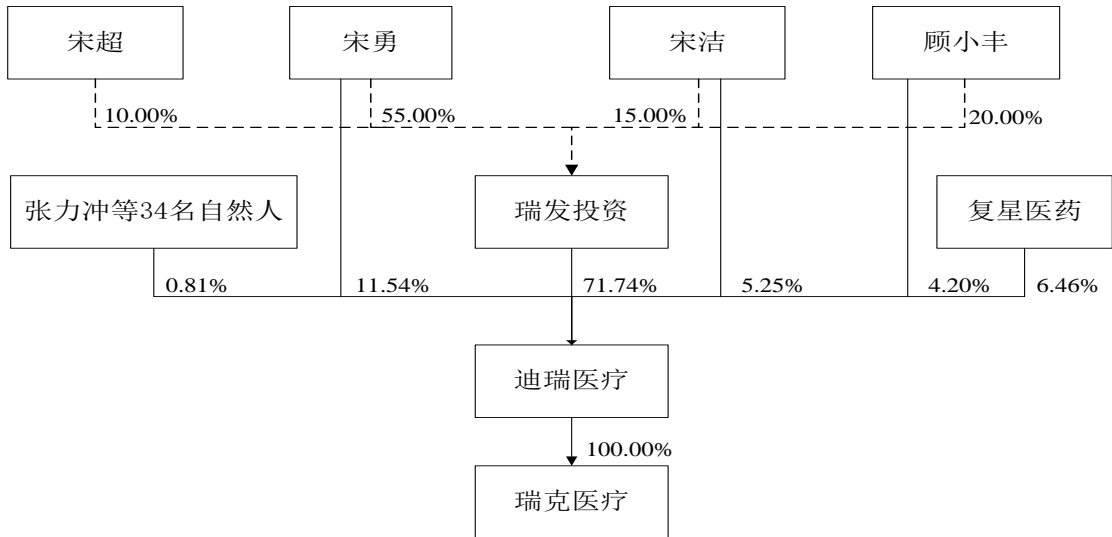 宋超
宋勇
宋洁
顾小丰
10.00%
55.00%
15.00%
20.00%
张力冲等34名自然人
瑞发投资
复星医药
0.81%
11.54%
71.74%
5.25%
4.20%
6.46%
迪瑞医疗
100.00%
瑞克医疗